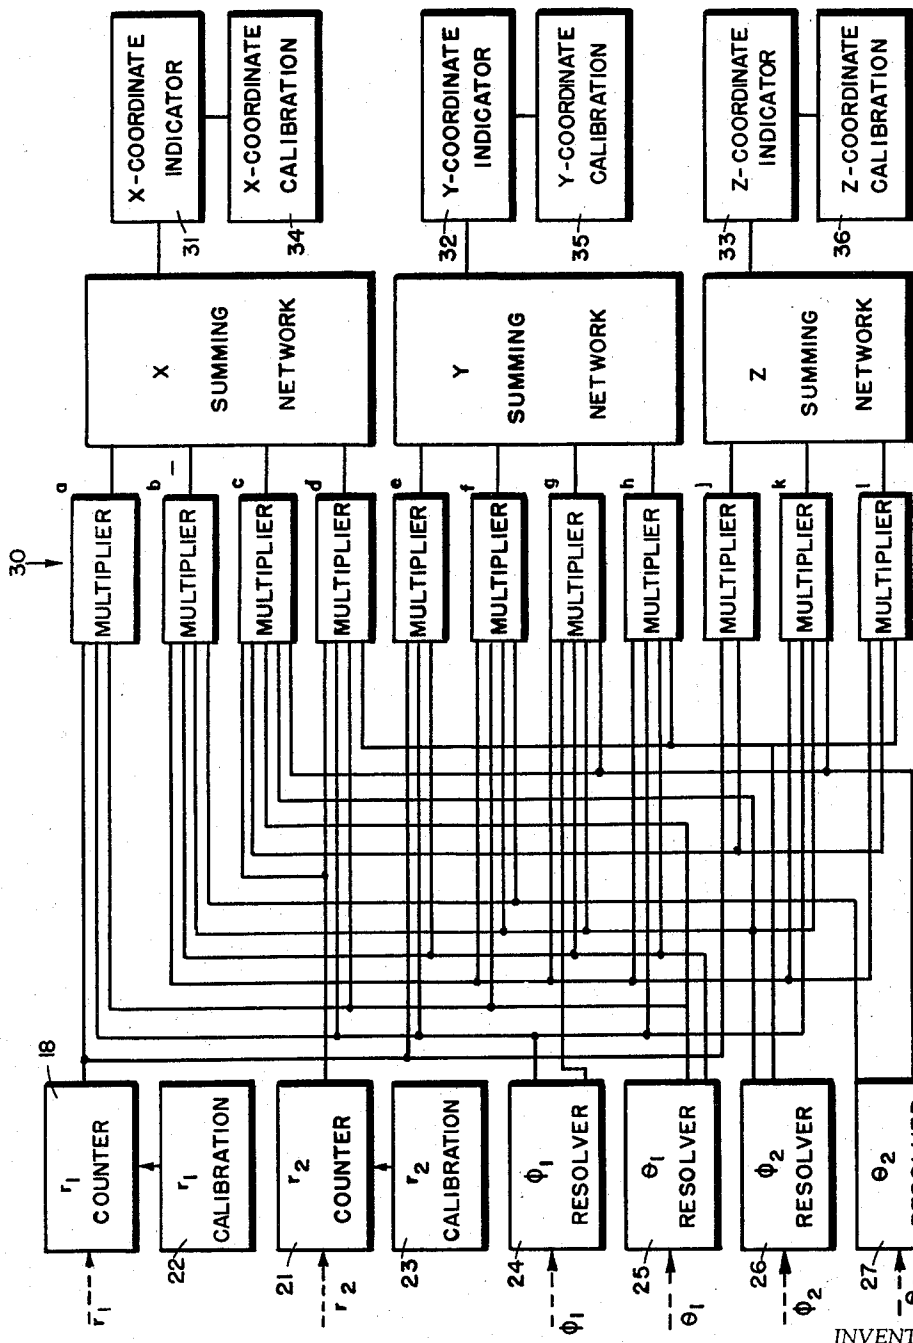 30
r1
18
r1
COUNTER
22
r1
CALIBRATION
r2
21
r2
COUNTER
23
r2
CALIBRATION
ϕ1
24
ϕ1
RESOLVER
θ1
25
θ1
RESOLVER
ϕ2
26
ϕ2
RESOLVER
θ
27
θ2
RESOLVER
MULTIPLIER
a
MULTIPLIER
b
–
MULTIPLIER
c
MULTIPLIER
d
MULTIPLIER
e
MULTIPLIER
f
MULTIPLIER
g
MULTIPLIER
h
MULTIPLIER
j
MULTIPLIER
k
MULTIPLIER
l
X
SUMMING
NETWORK
Y
SUMMING
NETWORK
Z
SUMMING
NETWORK
X-COORDINATE
INDICATOR
31
X-COORDINATE
CALIBRATION
34
Y-COORDINATE
INDICATOR
32
Y-COORDINATE
CALIBRATION
35
Z-COORDINATE
INDICATOR
33
Z-COORDINATE
CALIBRATION
36
INVENT